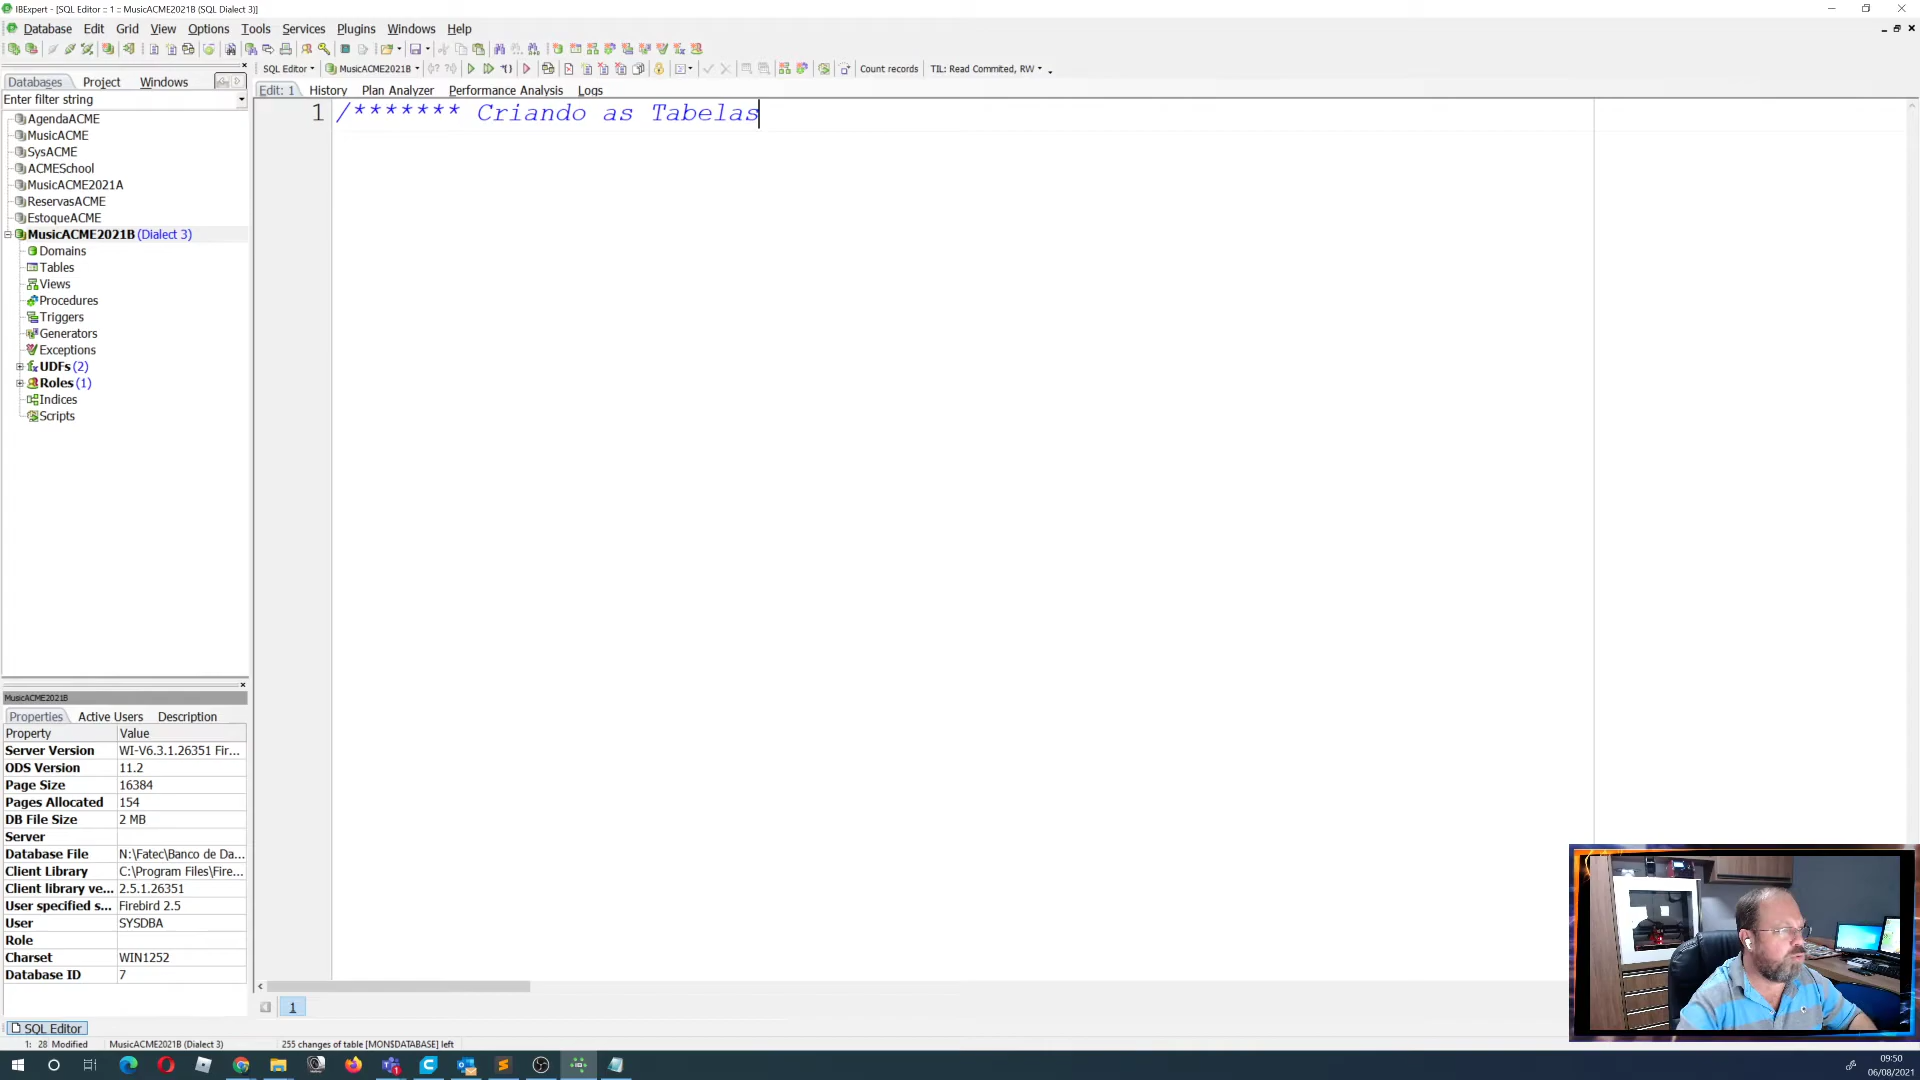 IBExpert - [SQL Editor :: 1 :: MusicACME2021B (SQL Dialect 3)]
Database Edit Grid View Options Tools Services Plugins Windows Help
SQL Editor MusicACME2021B Count records TIL: Read Commited, RW
Databases Project Windows
Edit: 1 History Plan Analyzer Performance Analysis Logs
Enter filter string
1 /******* Criando as Tabelas
AgendaACME
MusicACME
SysACME
ACMESchool
MusicACME2021A
ReservasACME
EstoqueACME
MusicACME2021B (Dialect 3)
Domains
Tables
Views
Procedures
Triggers
Generators
Exceptions
UDFs (2)
Roles (1)
Indices
Scripts
MusicACME2021B
Properties Active Users Description
Property Value
Server Version WI-V6.3.1.26351 Fir...
ODS Version 11.2
Page Size 16384
Pages Allocated 154
DB File Size 2 MB
Server
Database File N:\Fatec\Banco de Da...
Client Library C:\Program Files\Fire...
Client library ve... 2.5.1.26351
User specified s... Firebird 2.5
User SYSDBA
Role
Charset WIN1252
Database ID 7
1
SQL Editor
1: 28 Modified MusicACME2021B (Dialect 3) 255 changes of table [MON$DATABASE] left
09:50
06/08/2021